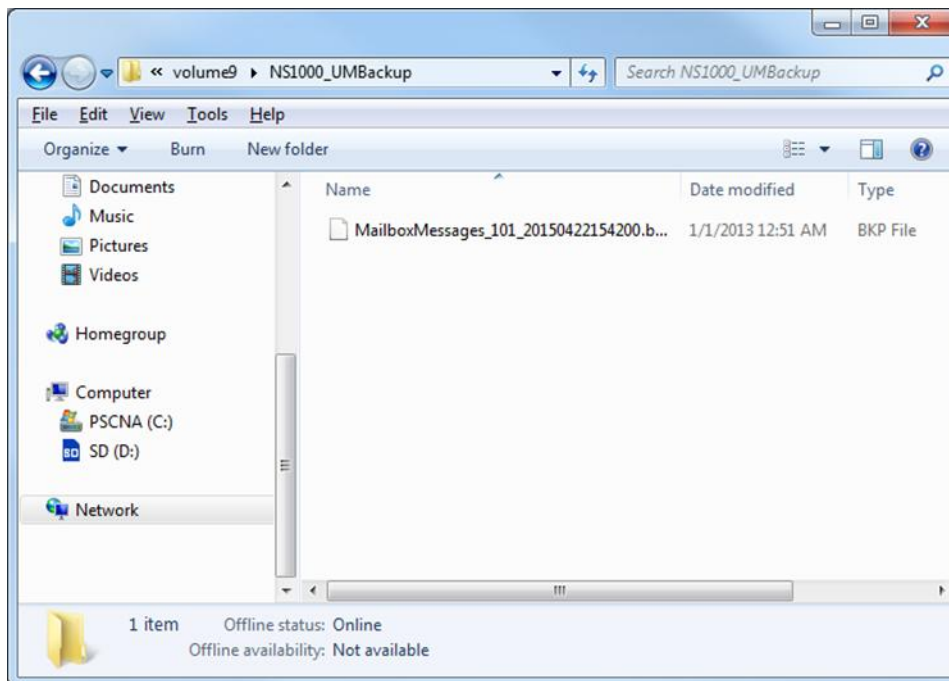 « volume9 ▸ NS1000_UMBackup
Search NS1000_UMBackup
File Edit View Tools Help
Organize Burn New folder
Name Date modified Type
MailboxMessages_101_20150422154200.b... 1/1/2013 12:51 AM BKP File
Documents
Music
Pictures
Videos
Homegroup
Computer
PSCNA (C:)
SD (D:)
Network
1 item Offline status: Online
Offline availability: Not available